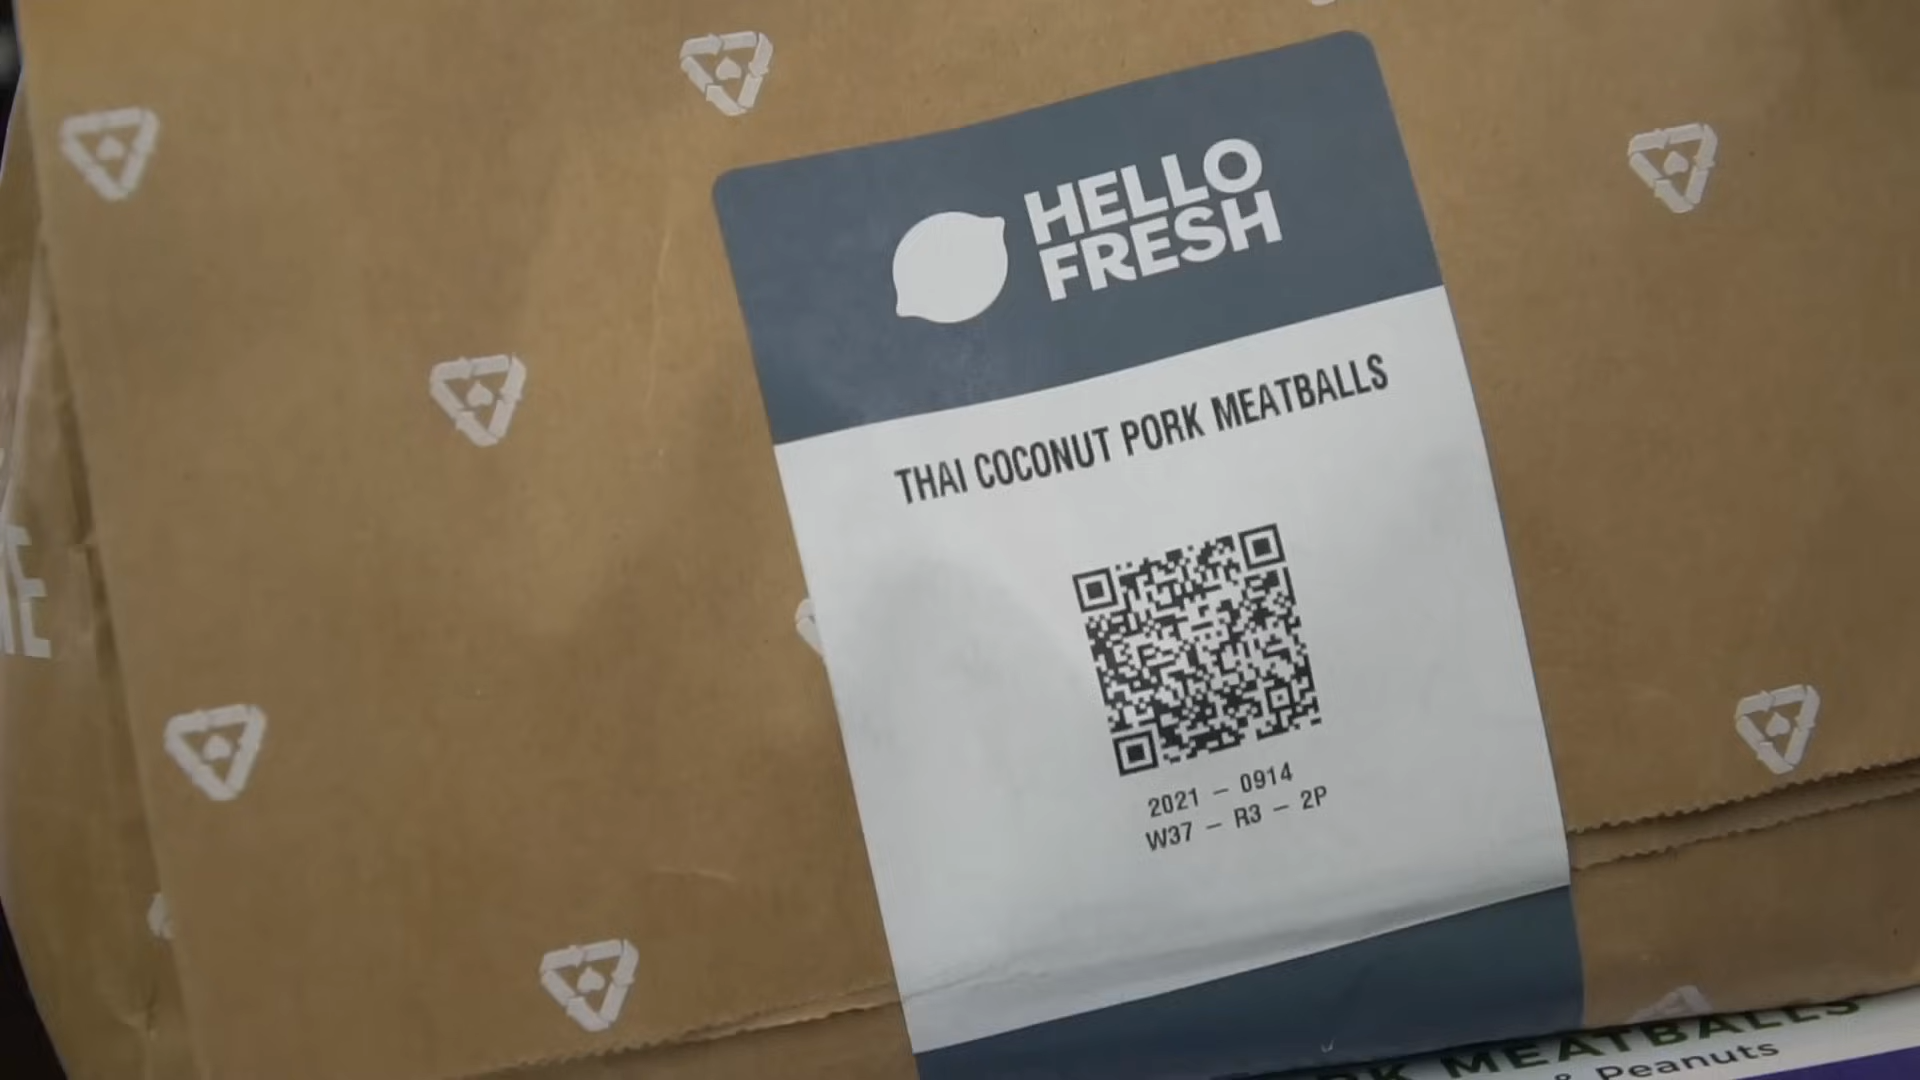 HELLO
FRESH
THAI COCONUT PORK MEATBALLS
2021 – 0914
W37 – R3 – 2P
MEATBALLS
& Peanuts